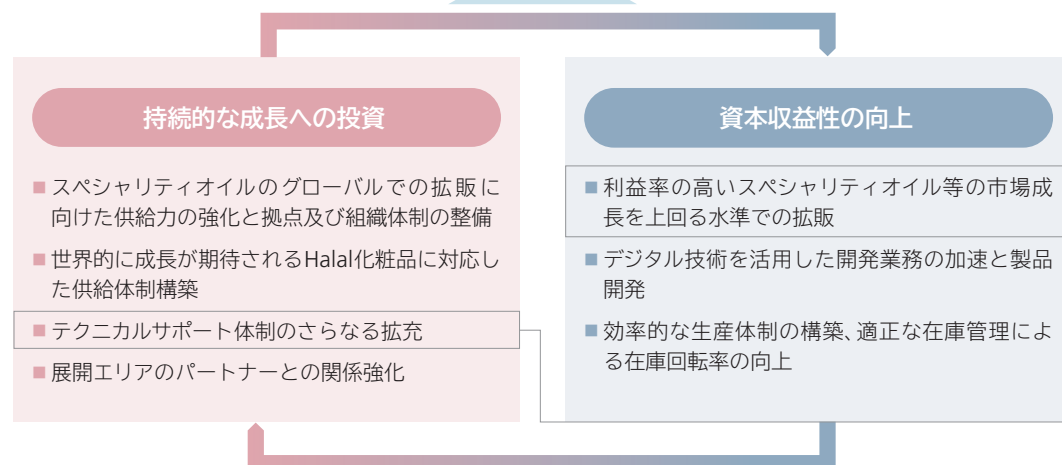 持続的な成長への投資
■ スペシャリティオイルのグローバルでの拡販に
向けた供給力の強化と拠点及び組織体制の整備
■ 世界的に成長が期待されるHalal化粧品に対応し
た供給体制構築
■ テクニカルサポート体制のさらなる拡充
■ 展開エリアのパートナーとの関係強化
資本収益性の向上
■ 利益率の高いスペシャリティオイル等の市場成
長を上回る水準での拡販
■ デジタル技術を活用した開発業務の加速と製品
開発
■ 効率的な生産体制の構築、適正な在庫管理によ
る在庫回転率の向上